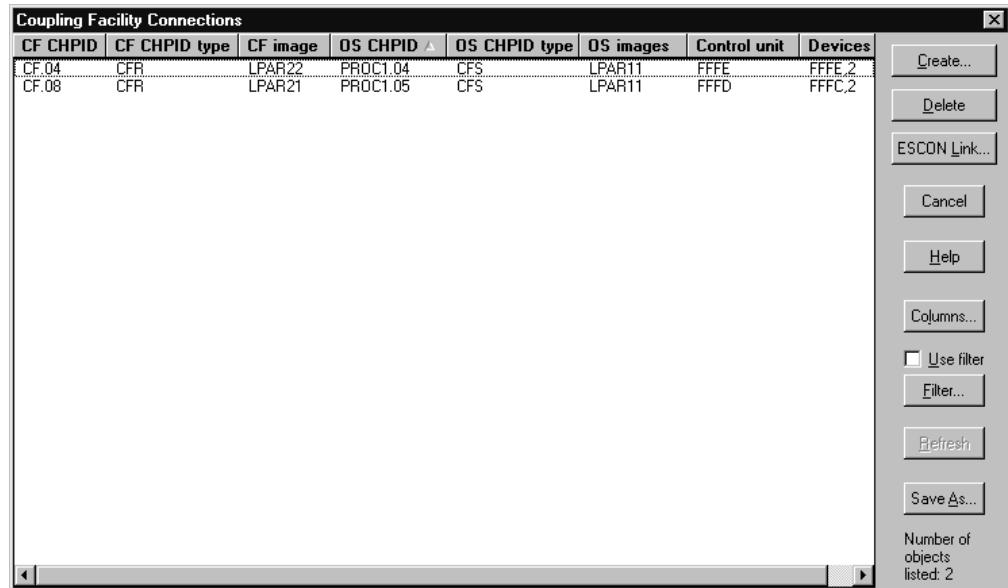 Coupling Facility Connections
CF CHPID CF CHPID type CF image OS CHPID OS CHPID type OS images Control unit Devices
CF.04 CFR LPAR22 PROC1.04 CFS LPAR11 FFFE FFFE,2
CF.08 CFR LPAR21 PROC1.05 CFS LPAR11 FFFD FFFC,2
Create...
Delete
ESCON Link...
Cancel
Help
Columns...
Use filter
Filter...
Refresh
Save As...
Number of
objects
listed: 2